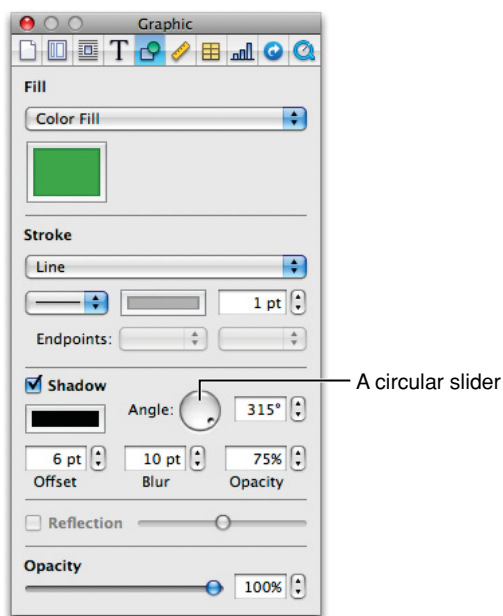 Graphic
T
Fill
Color Fill
Stroke
Line
1 pt
Endpoints:
Shadow
Angle: 315°
A circular slider
6 pt 10 pt 75%
Offset Blur Opacity
Reflection
Opacity
100%